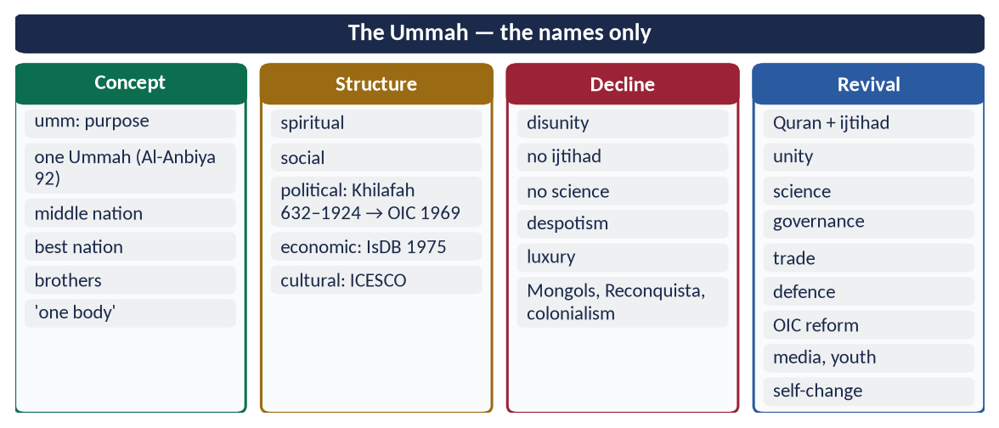 The Ummah — the names only
Concept
umm: purpose
one Ummah (Al-Anbiya
92)
middle nation
best nation
brothers
'one body'
Structure
spiritual
social
political: Khilafah
632–1924 → OIC 1969
economic: IsDB 1975
cultural: ICESCO
Decline
disunity
no ijtihad
no science
despotism
luxury
Mongols, Reconquista,
colonialism
Revival
Quran + ijtihad
unity
science
governance
trade
defence
OIC reform
media, youth
self-change